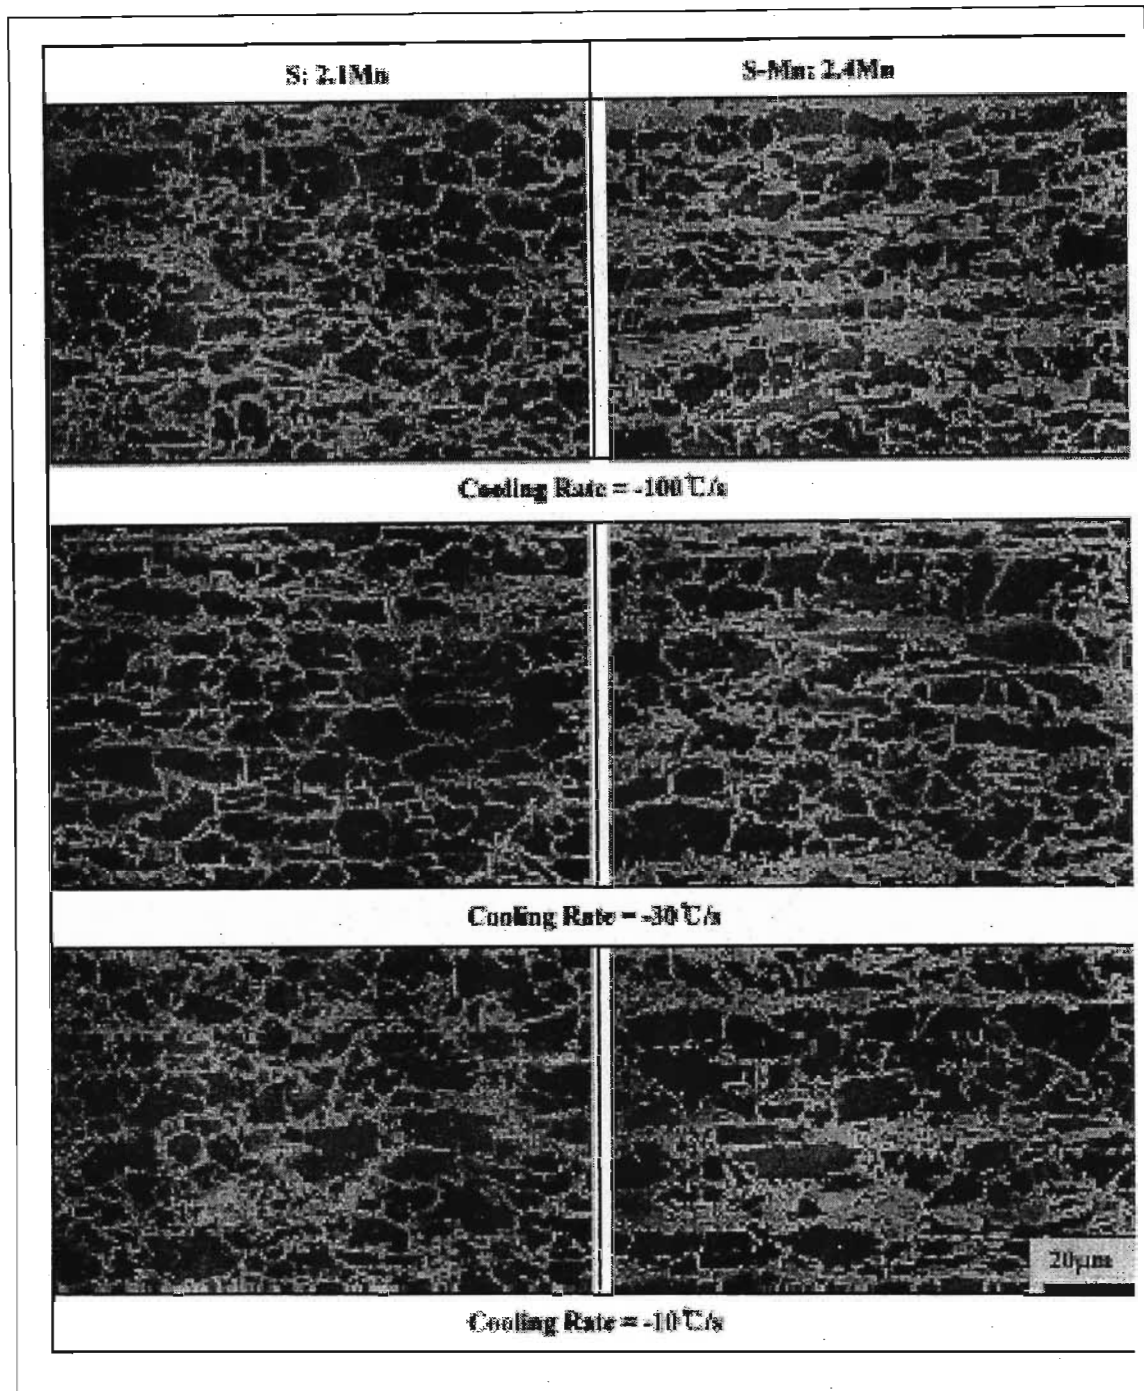 S: 2.1Mn
S-Mn: 2.4Mn
Cooling Rate = -100℃/s
Cooling Rate = -30℃/s
20μm
Cooling Rate = -10℃/s